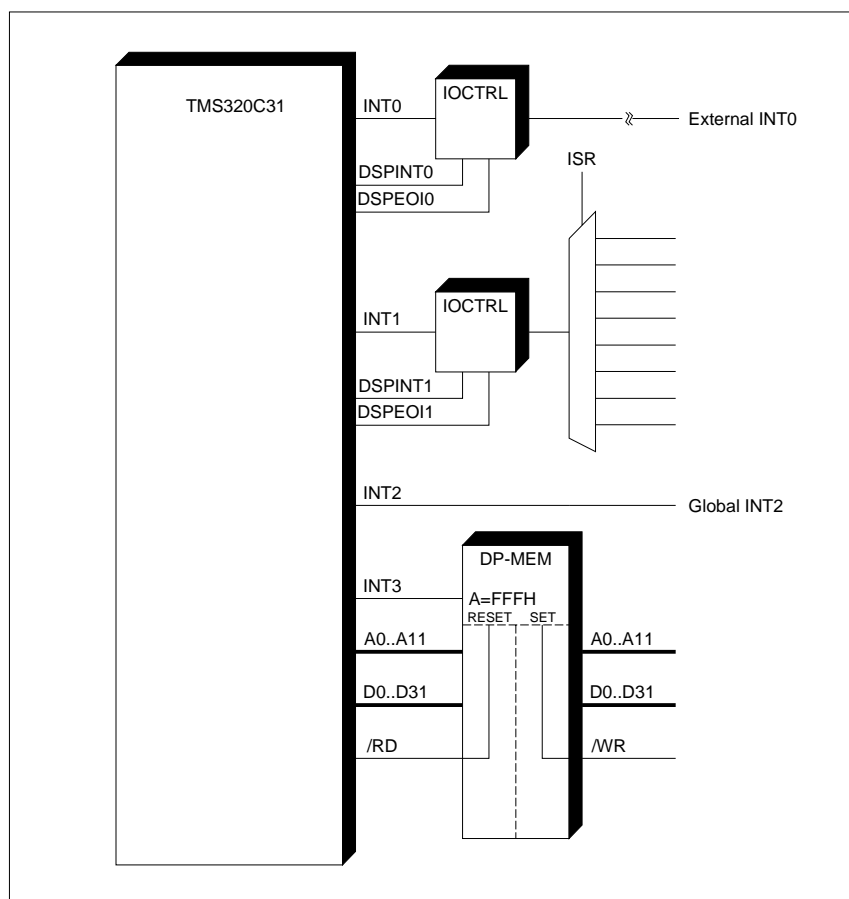 TMS320C31
INT0
IOCTRL
External INT0
DSPINT0
DSPEOI0
ISR
INT1
IOCTRL
DSPINT1
DSPEOI1
INT2
Global INT2
DP-MEM
INT3
A=FFFH
RESET SET
A0..A11
A0..A11
D0..D31
D0..D31
/RD
/WR